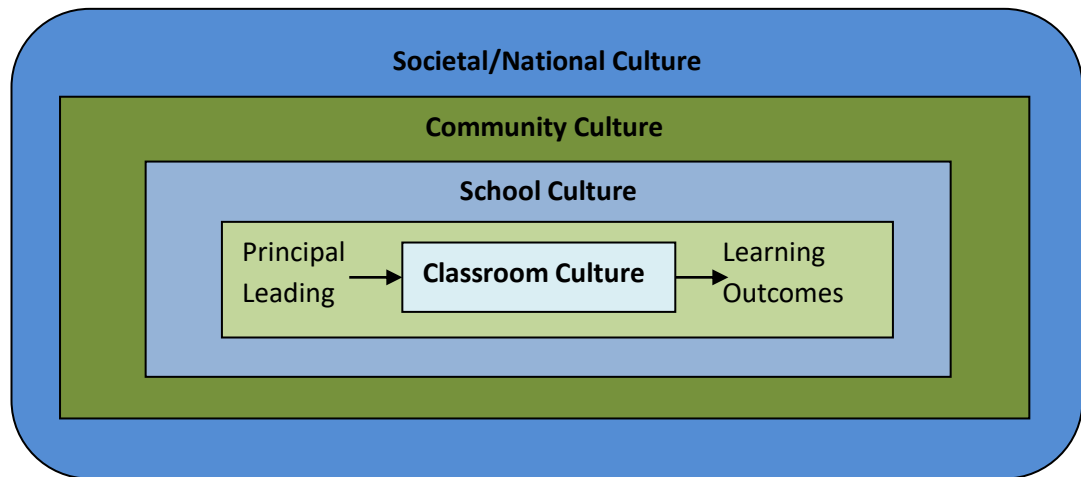 Societal/National Culture
Community Culture
School Culture
Principal
Leading
Classroom Culture
Learning
Outcomes